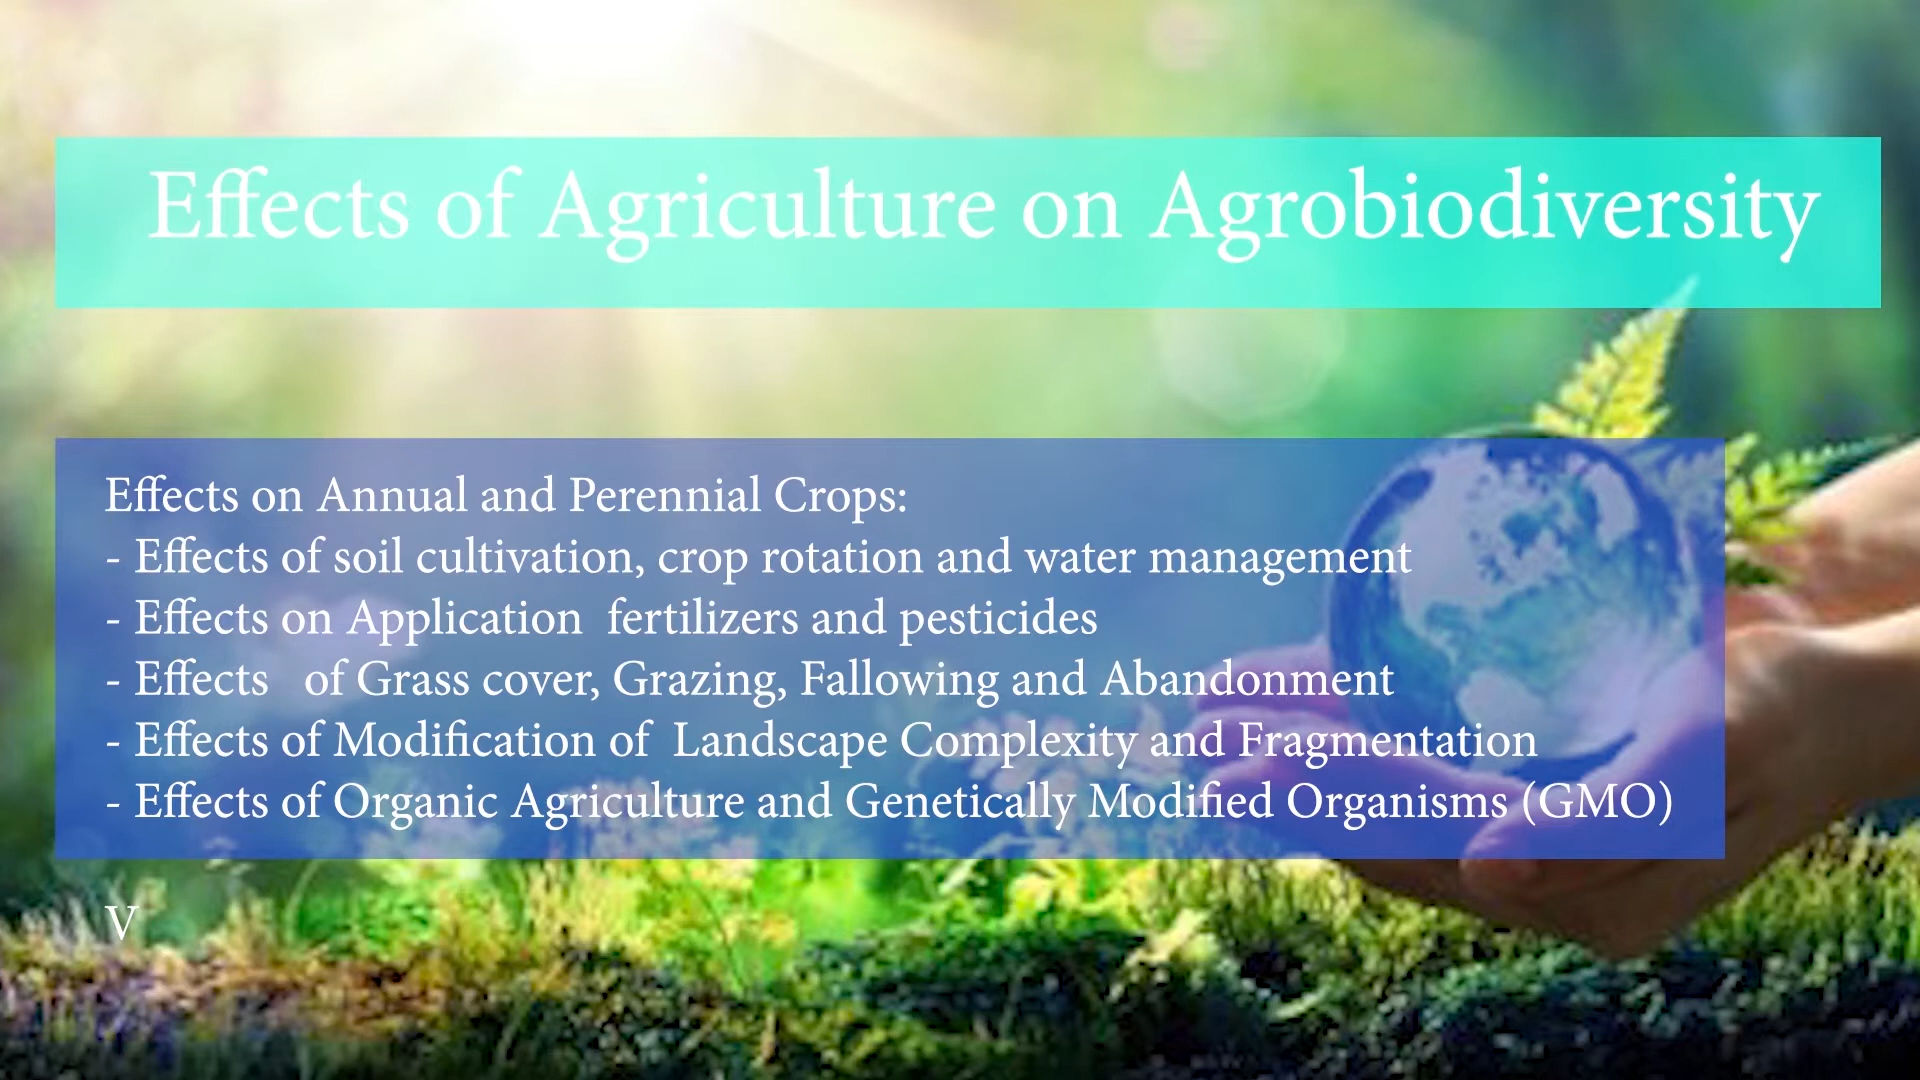 Effects of Agriculture on Agrobiodiversity
Effects on Annual and Perennial Crops:
- Effects of soil cultivation, crop rotation and water management
- Effects on Application  fertilizers and pesticides
- Effects   of Grass cover, Grazing, Fallowing and Abandonment
- Effects of Modification of  Landscape Complexity and Fragmentation
- Effects of Organic Agriculture and Genetically Modified Organisms (GMO)
V